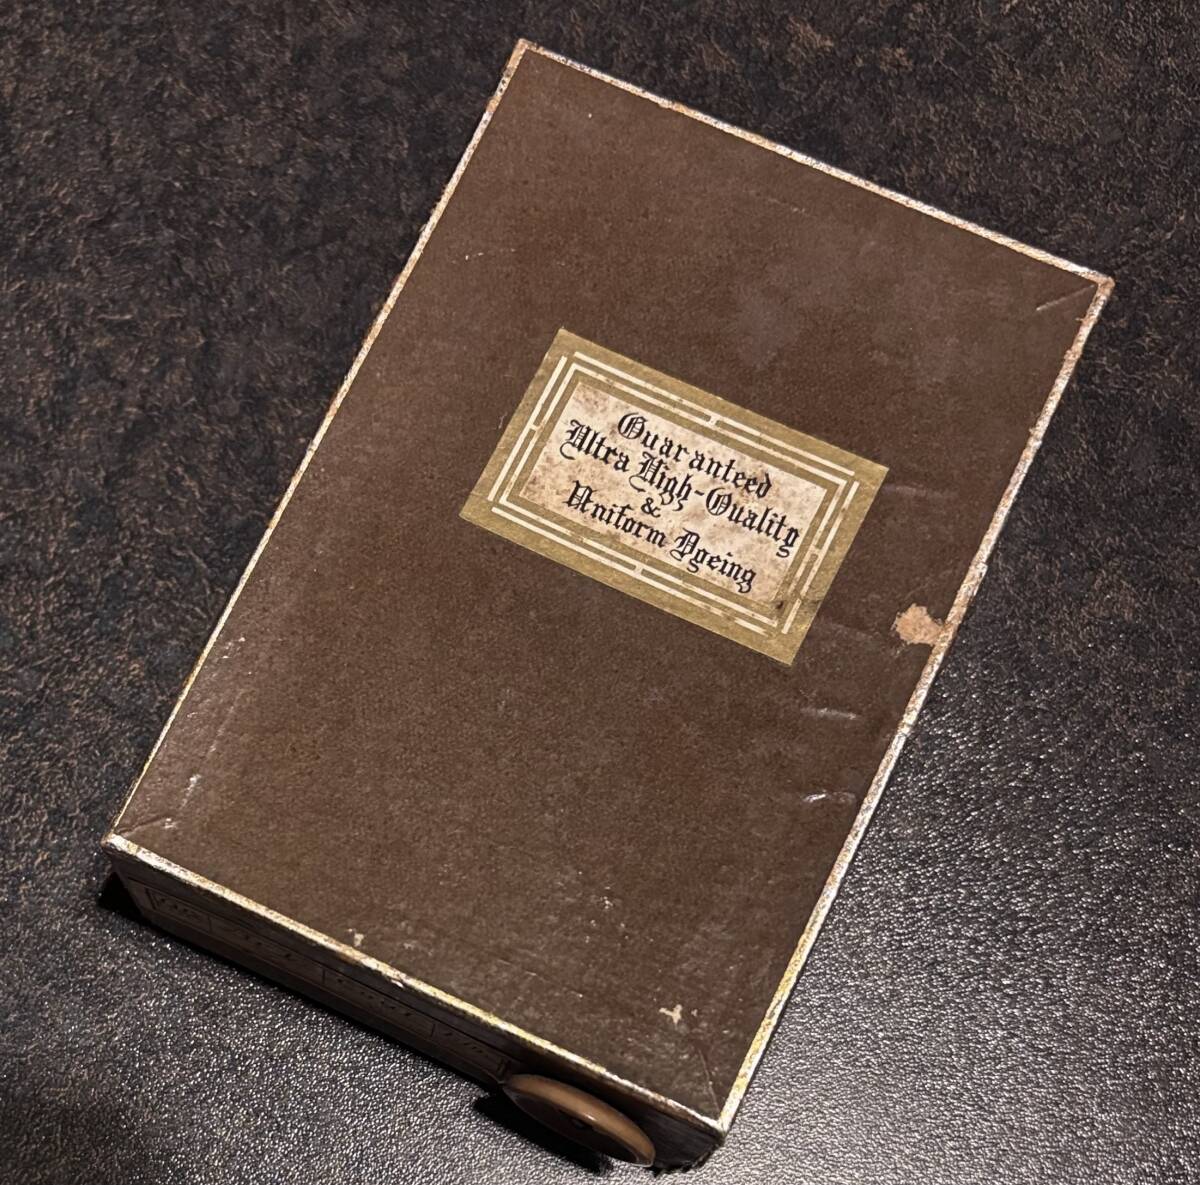 Guaranteed
Ultra High-Quality
&
Uniform Ageing